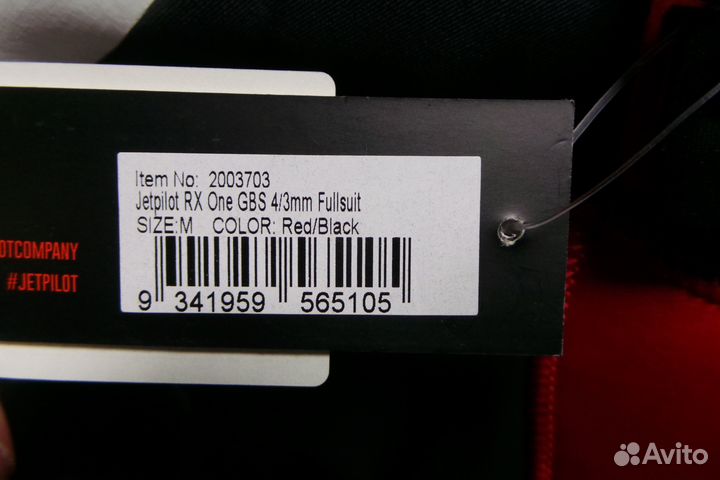 Item No: 2003703
Jetpilot RX One GBS 4/3mm Fullsuit
SIZE:M COLOR: Red/Black
9 341959 565105
OTCOMPANY
#JETPILOT
Avito